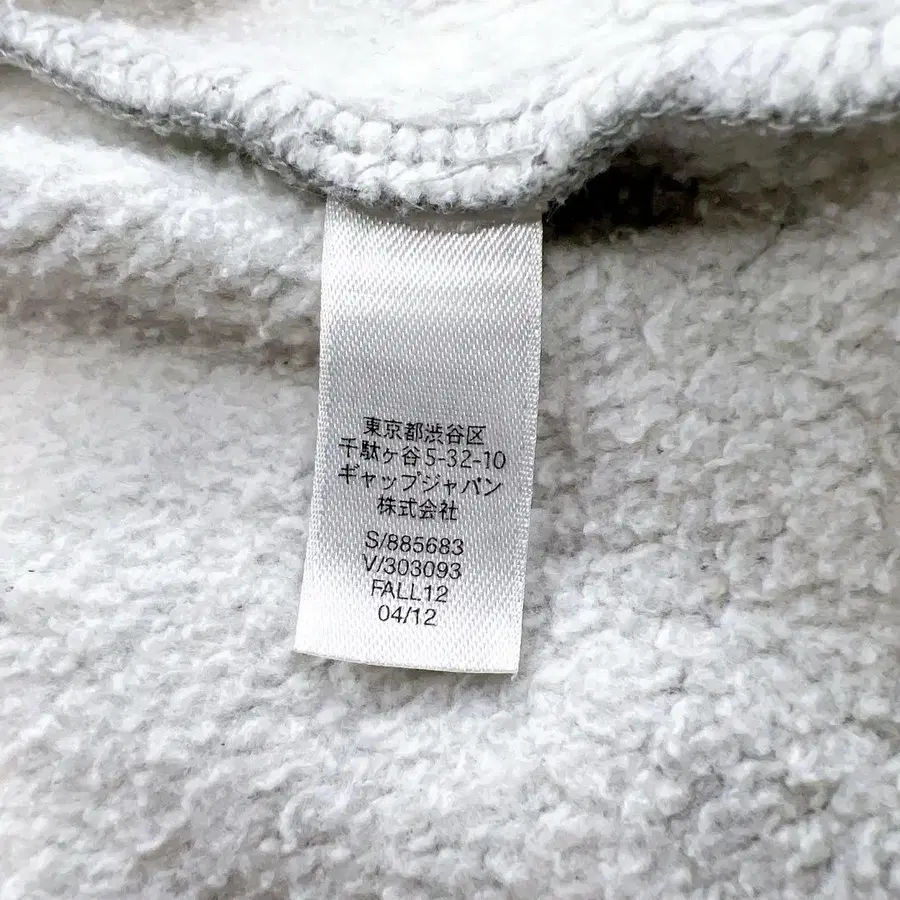 東京都渋谷区
千駄ヶ谷5-32-10
ギャップジャパン
株式会社
S/885683
V/303093
FALL12
04/12